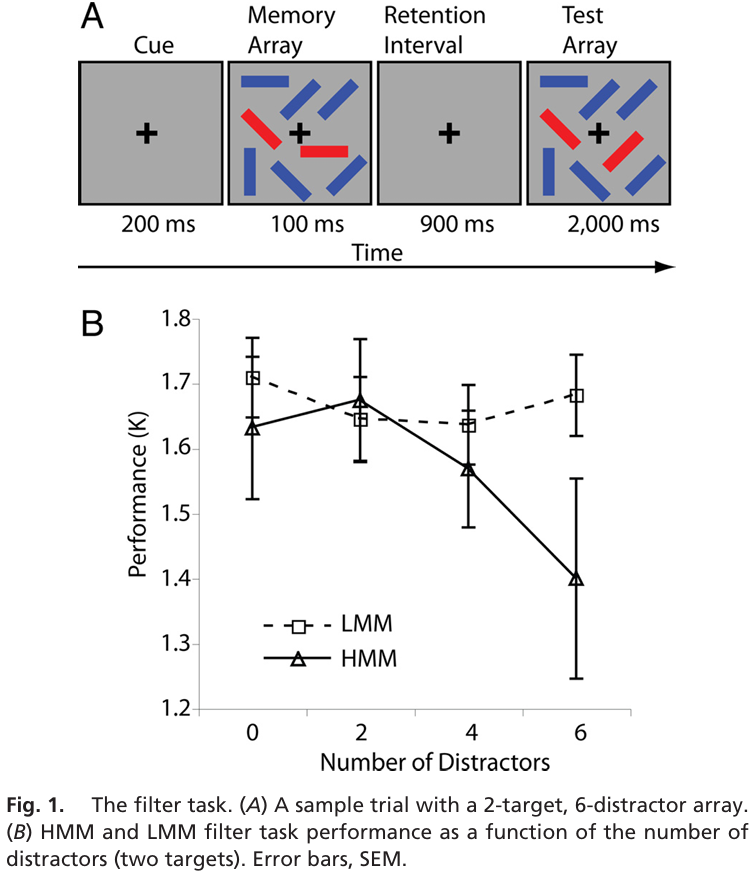 A
Cue
Memory
Array
Retention
Interval
Test
Array
200 ms
100 ms
900 ms
2,000 ms
Time
B
1.8
1.7
1.6
1.5
1.4
1.3
1.2
Performance (K)
LMM
HMM
0 2 4 6
Number of Distractors
Fig. 1. The filter task. (A) A sample trial with a 2-target, 6-distractor array.
(B) HMM and LMM filter task performance as a function of the number of
distractors (two targets). Error bars, SEM.